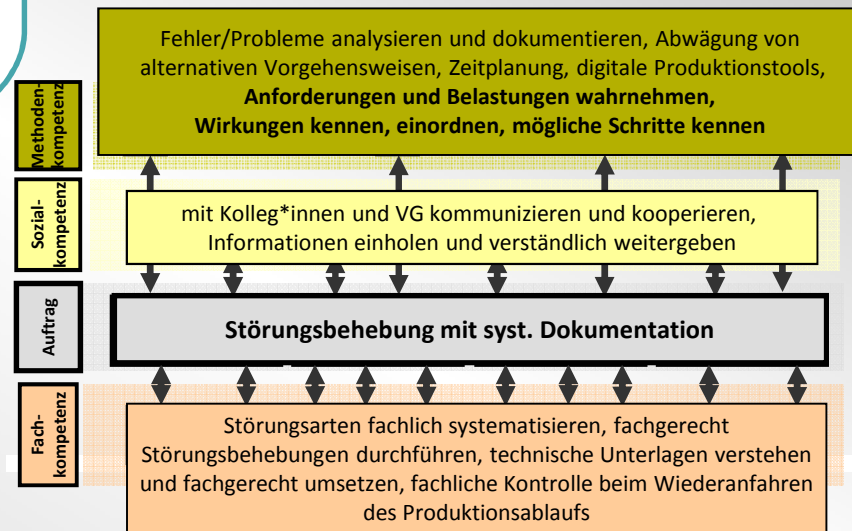 Methoden-
kompetenz
Fehler/Probleme analysieren und dokumentieren, Abwägung von
alternativen Vorgehensweisen, Zeitplanung, digitale Produktionstools,
Anforderungen und Belastungen wahrnehmen,
Wirkungen kennen, einordnen, mögliche Schritte kennen
Sozial-
kompetenz
mit Kolleg*innen und VG kommunizieren und kooperieren,
Informationen einholen und verständlich weitergeben
Auftrag
Störungsbehebung mit syst. Dokumentation
Fach-
kompetenz
Störungsarten fachlich systematisieren, fachgerecht
Störungsbehebungen durchführen, technische Unterlagen verstehen
und fachgerecht umsetzen, fachliche Kontrolle beim Wiederanfahren
des Produktionsablaufs